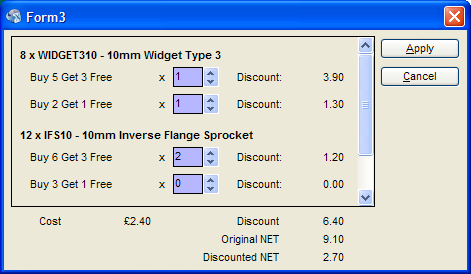 Form3
8 x WIDGET310 - 10mm Widget Type 3
Apply
Buy 5 Get 3 Free x 1 Discount: 3.90
Cancel
Buy 2 Get 1 Free x 1 Discount: 1.30
12 x IFS10 - 10mm Inverse Flange Sprocket
Buy 6 Get 3 Free x 2 Discount: 1.20
Buy 3 Get 1 Free x 0 Discount: 0.00
Cost £2.40 Discount 6.40
Original NET 9.10
Discounted NET 2.70